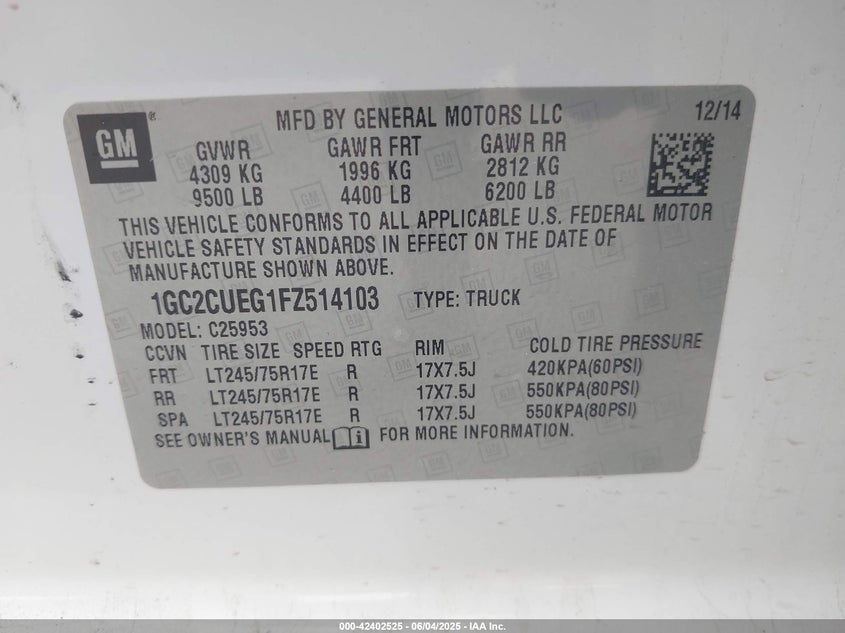 GM ®
MFD BY GENERAL MOTORS LLC 12/14
GVWR GAWR FRT GAWR RR
4309 KG 1996 KG 2812 KG
9500 LB 4400 LB 6200 LB
THIS VEHICLE CONFORMS TO ALL APPLICABLE U.S. FEDERAL MOTOR
VEHICLE SAFETY STANDARDS IN EFFECT ON THE DATE OF
MANUFACTURE SHOWN ABOVE.
1GC2CUEG1FZ514103 TYPE: TRUCK
MODEL: C25953
CCVN TIRE SIZE SPEED RTG RIM COLD TIRE PRESSURE
FRT LT245/75R17E R 17X7.5J 420KPA(60PSI)
RR LT245/75R17E R 17X7.5J 550KPA(80PSI)
SPA LT245/75R17E R 17X7.5J 550KPA(80PSI)
SEE OWNER'S MANUAL FOR MORE INFORMATION.
000-42402525 - 06/04/2025 - IAA Inc.